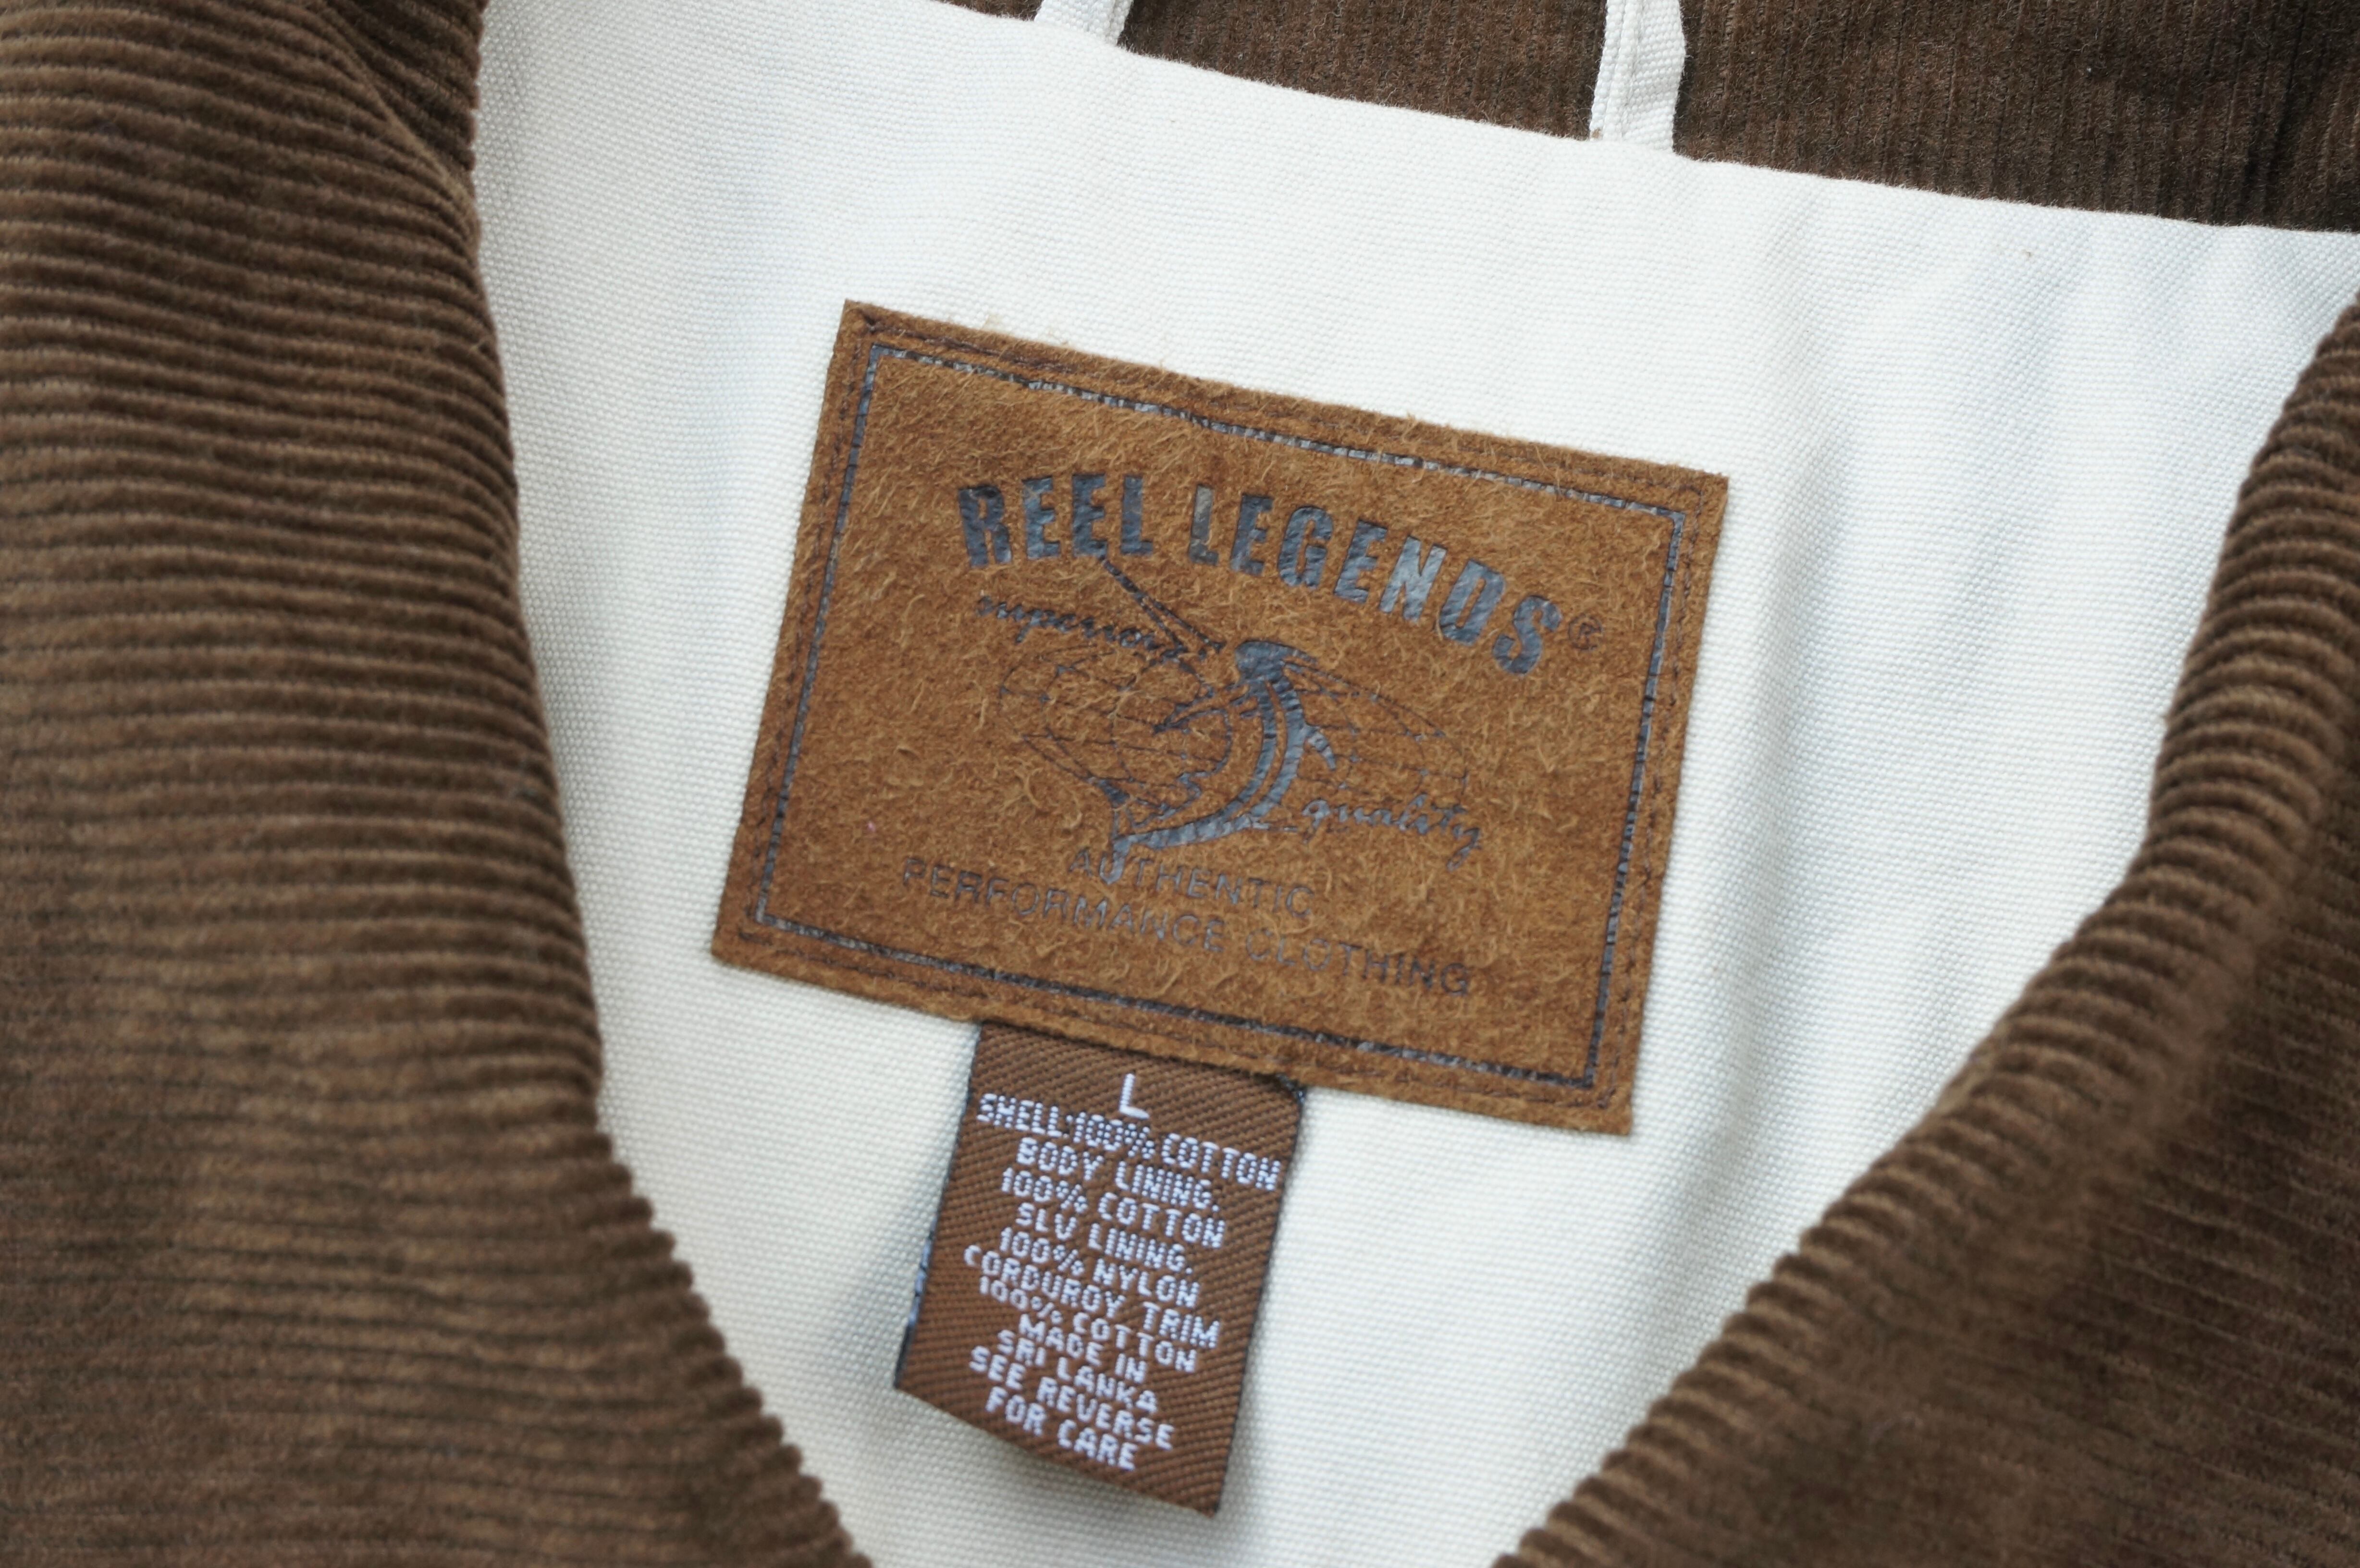 REEL LEGENDS®
superior
quality
AUTHENTIC
PERFORMANCE CLOTHING
L
SHELL:100% COTTON
BODY LINING.
100% COTTON
SLV LINING.
100% NYLON
CORDUROY TRIM
100% COTTON
MADE IN
SRI LANKA
SEE REVERSE
FOR CARE